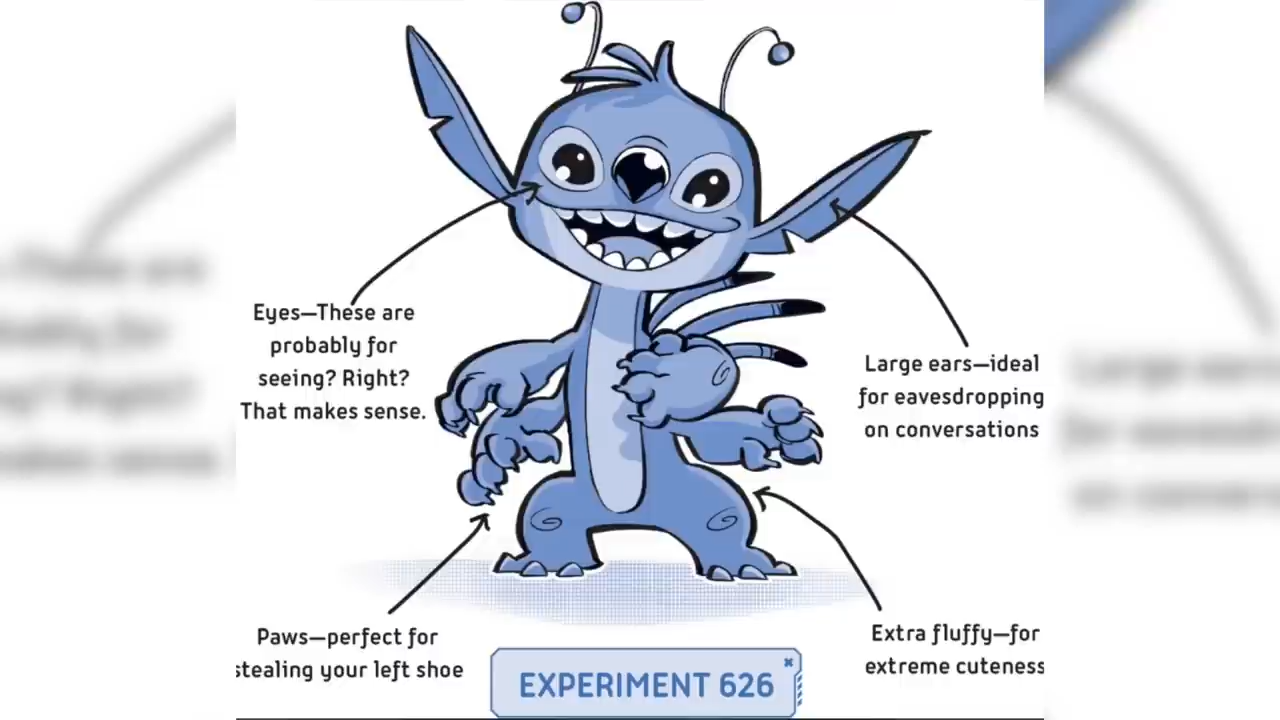 Eyes—These are
probably for
seeing? Right?
That makes sense.
Large ears—ideal
for eavesdropping
on conversations
Paws—perfect for
stealing your left shoe
Extra fluffy—for
extreme cuteness
EXPERIMENT 626